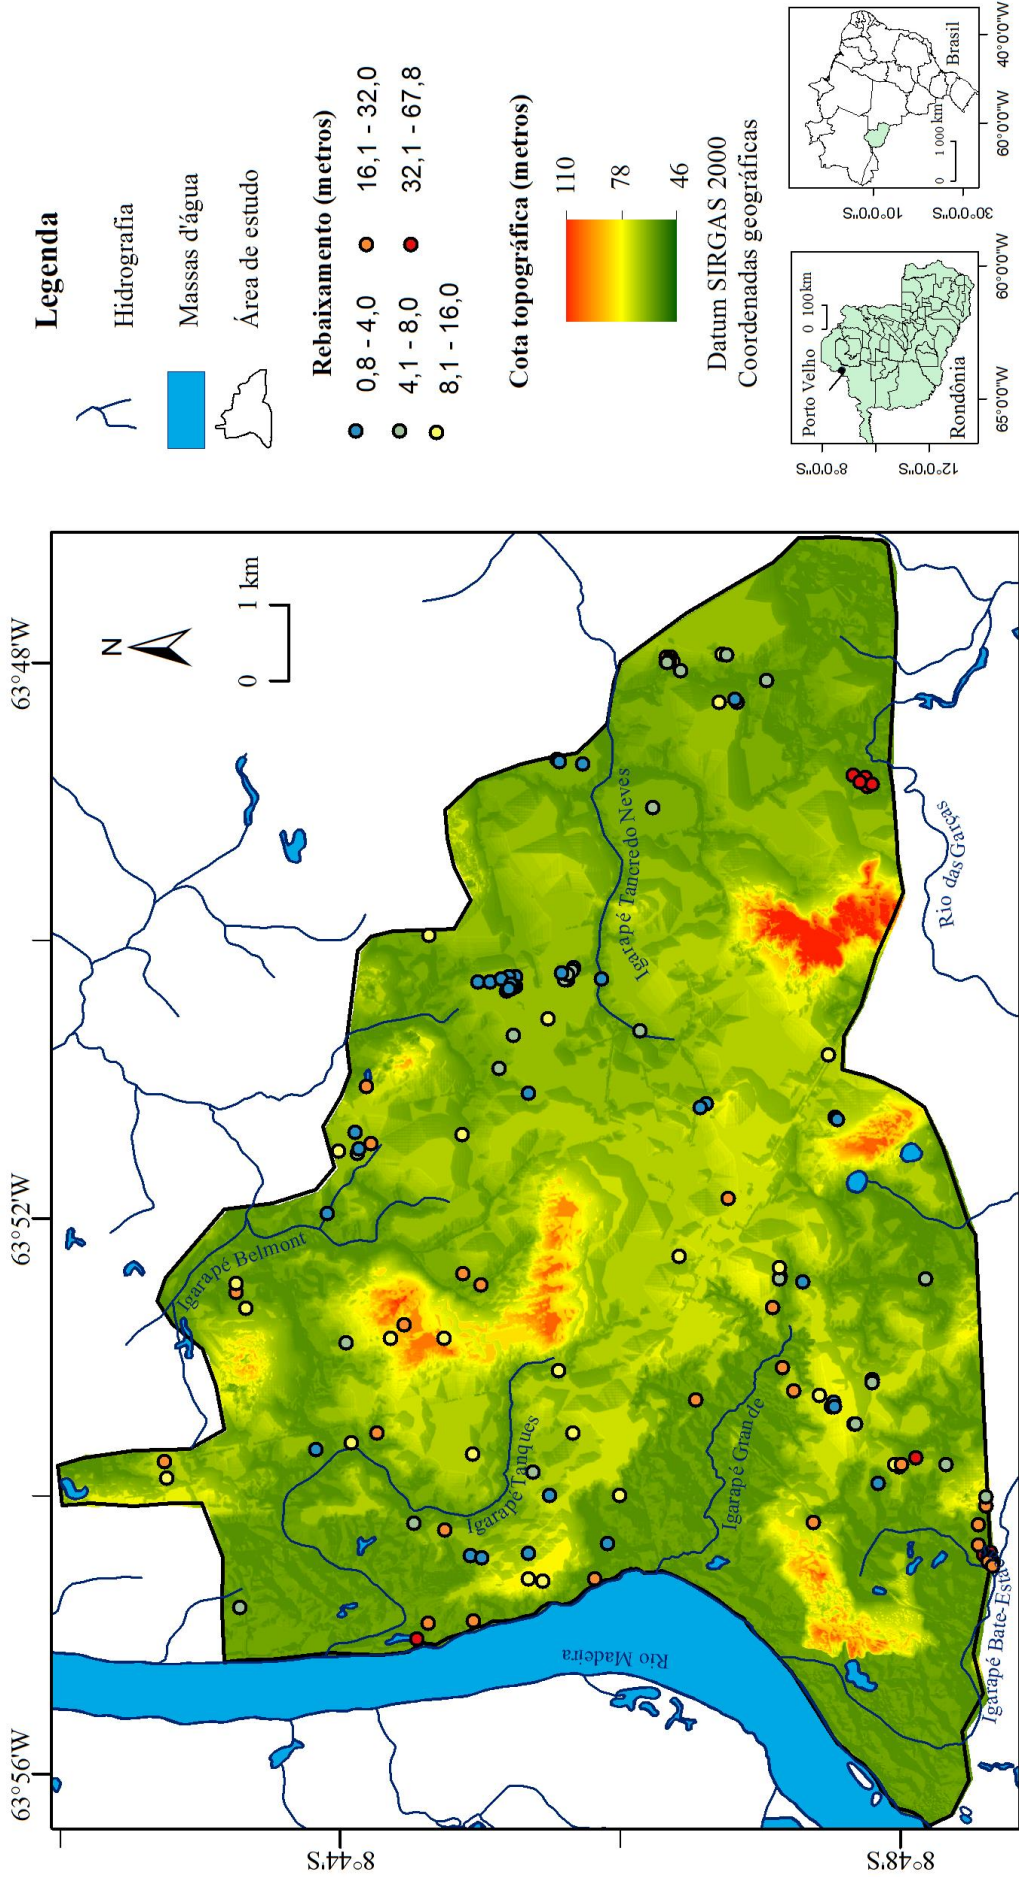 63°56'W
63°52'W
63°48'W
8°44'S
8°48'S
N
0 1 km
Igarapé Belmont
Igarapé Tanques
Igarapé Grande
Igarapé Tancredo Neves
Rio Madeira
Igarapé Bate-Estaca
Rio das Garças
Legenda
Hidrografia
Massas d'água
Área de estudo
Rebaixamento (metros)
0,8 - 4,0
4,1 - 8,0
8,1 - 16,0
16,1 - 32,0
32,1 - 67,8
Cota topográfica (metros)
110
78
46
Datum SIRGAS 2000
Coordenadas geográficas
Porto Velho
0 100 km
Rondônia
8°0'0"S
12°0'0"S
65°0'0"W
60°0'0"W
Brasil
0 1 000 km
10°0'0"S
30°0'0"S
60°0'0"W
40°0'0"W